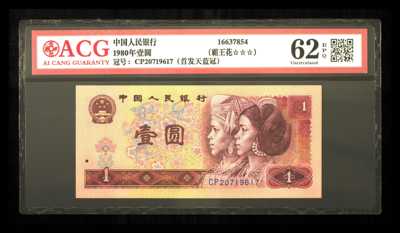 ACG
AI CANG GUARANTY
中国人民银行
1980年壹圆
冠号：CP20719617（首发天蓝冠）
16637854
（霸王花☆☆☆）
62
EPQ
Uncirculated
中国人民银行
1
壹圆
1
CP20719617
1